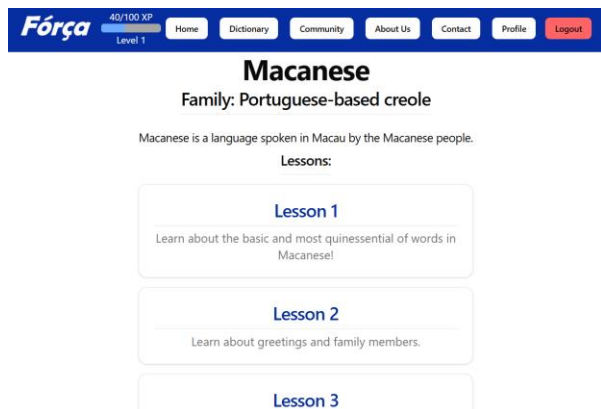 Fórça
40/100 XP
Level 1
Home
Dictionary
Community
About Us
Contact
Profile
Logout
Macanese
Family: Portuguese-based creole
Macanese is a language spoken in Macau by the Macanese people.
Lessons:
Lesson 1
Learn about the basic and most quinessential of words in
Macanese!
Lesson 2
Learn about greetings and family members.
Lesson 3